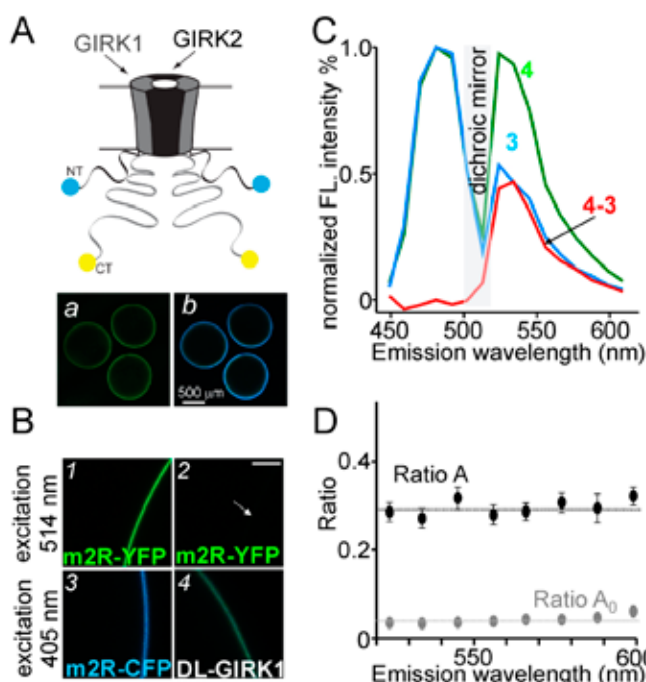 A
GIRK1
GIRK2
NT
CT
a
b
500 µm
B
excitation
514 nm
1
2
m2R-YFP
m2R-YFP
excitation
405 nm
3
4
m2R-CFP
DL-GIRK1
C
normalized FL. intensity %
1.0
0.5
0
dichroic mirror
4
3
4-3
450
500
550
600
Emission wavelength (nm)
D
Ratio
0.4
0.2
0
Ratio A
Ratio A0
550
600
Emission wavelength (nm)